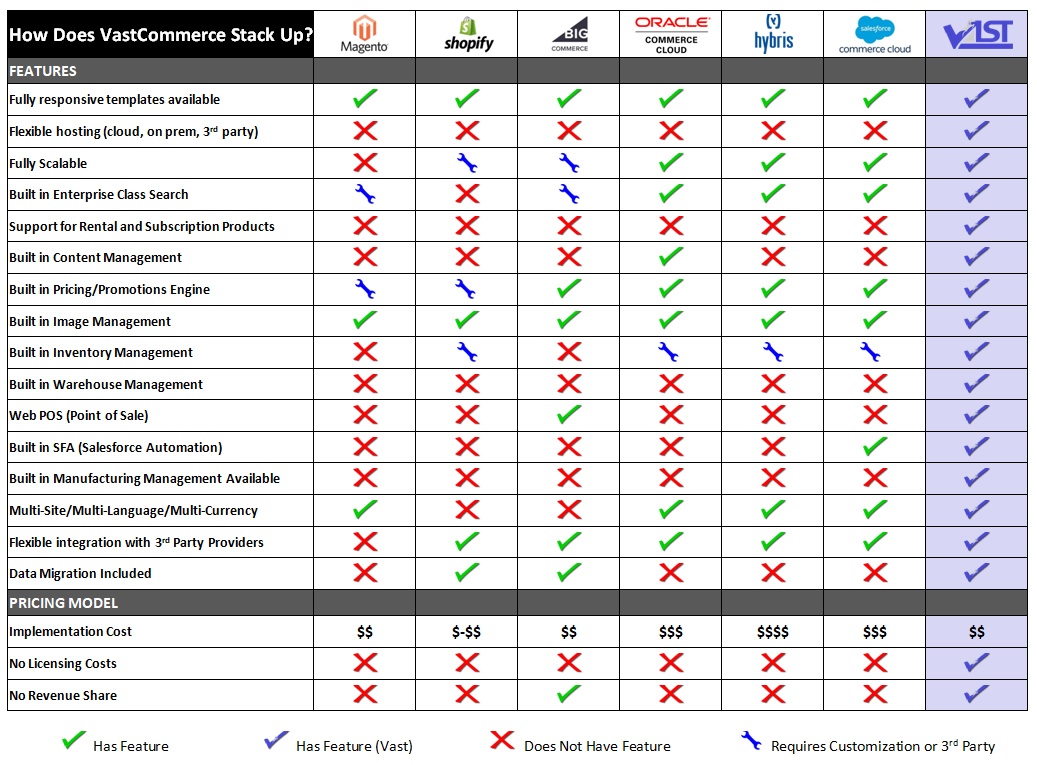 How Does VastCommerce Stack Up? Magento shopify BIG COMMERCE ORACLE COMMERCE CLOUD (y) hybris salesforce commerce cloud VAST
FEATURES
Fully responsive templates available
Flexible hosting (cloud, on prem, 3rd party)
Fully Scalable
Built in Enterprise Class Search
Support for Rental and Subscription Products
Built in Content Management
Built in Pricing/Promotions Engine
Built in Image Management
Built in Inventory Management
Built in Warehouse Management
Web POS (Point of Sale)
Built in SFA (Salesforce Automation)
Built in Manufacturing Management Available
Multi-Site/Multi-Language/Multi-Currency
Flexible integration with 3rd Party Providers
Data Migration Included
PRICING MODEL
Implementation Cost $$ $-$$ $$ $$$ $$$$ $$$ $$
No Licensing Costs
No Revenue Share
Has Feature Has Feature (Vast) Does Not Have Feature Requires Customization or 3rd Party